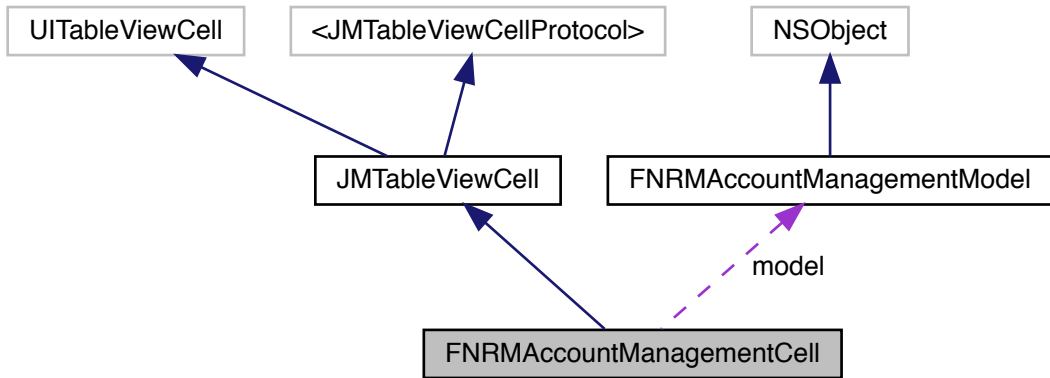 UITableViewCell
<JMTableViewCellProtocol>
NSObject
JMTableViewCell
FNRMAccountManagementModel
model
FNRMAccountManagementCell